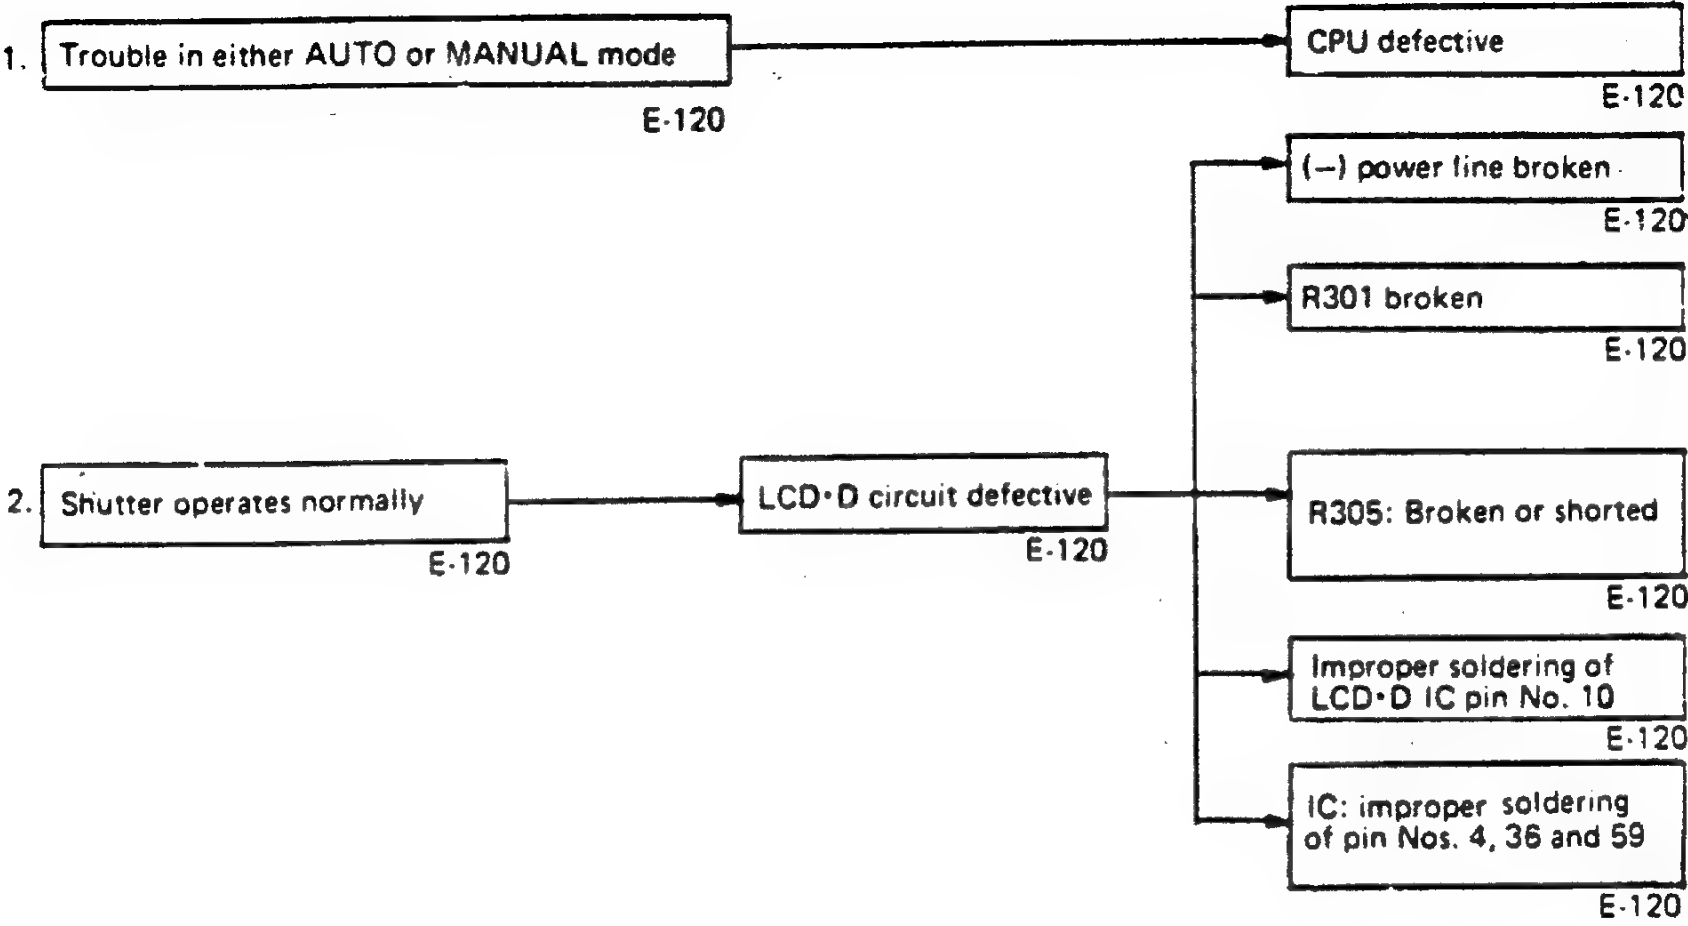 1. Trouble in either AUTO or MANUAL mode
E-120
CPU defective
E-120
(−) power line broken
E-120
R301 broken
E-120
2. Shutter operates normally
E-120
LCD•D circuit defective
E-120
R305: Broken or shorted
E-120
Improper soldering of
LCD•D IC pin No. 10
E-120
IC: improper soldering
of pin Nos. 4, 36 and 59
E-120